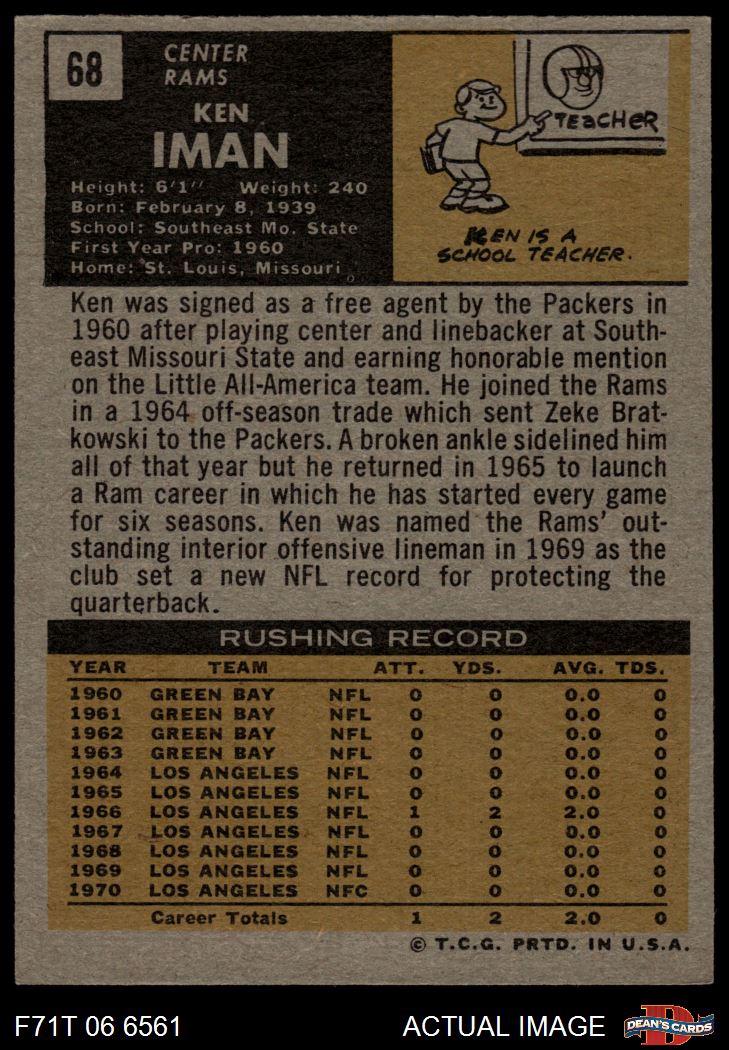 68
CENTER
RAMS
KEN
IMAN
Height: 6'1" Weight: 240
Born: February 8, 1939
School: Southeast Mo. State
First Year Pro: 1960
Home: St. Louis, Missouri
TEACHER
KEN IS A
SCHOOL TEACHER.
Ken was signed as a free agent by the Packers in
1960 after playing center and linebacker at South-
east Missouri State and earning honorable mention
on the Little All-America team. He joined the Rams
in a 1964 off-season trade which sent Zeke Brat-
kowski to the Packers. A broken ankle sidelined him
all of that year but he returned in 1965 to launch
a Ram career in which he has started every game
for six seasons. Ken was named the Rams' out-
standing interior offensive lineman in 1969 as the
club set a new NFL record for protecting the
quarterback.
RUSHING RECORD
YEAR TEAM ATT. YDS. AVG. TDS.
1960 GREEN BAY NFL 0 0 0.0 0
1961 GREEN BAY NFL 0 0 0.0 0
1962 GREEN BAY NFL 0 0 0.0 0
1963 GREEN BAY NFL 0 0 0.0 0
1964 LOS ANGELES NFL 0 0 0.0 0
1965 LOS ANGELES NFL 0 0 0.0 0
1966 LOS ANGELES NFL 1 2 2.0 0
1967 LOS ANGELES NFL 0 0 0.0 0
1968 LOS ANGELES NFL 0 0 0.0 0
1969 LOS ANGELES NFL 0 0 0.0 0
1970 LOS ANGELES NFC 0 0 0.0 0
Career Totals 1 2 2.0 0
© T.C.G. PRTD. IN U.S.A.
F71T 06 6561 ACTUAL IMAGE
D
DEAN'S CARDS